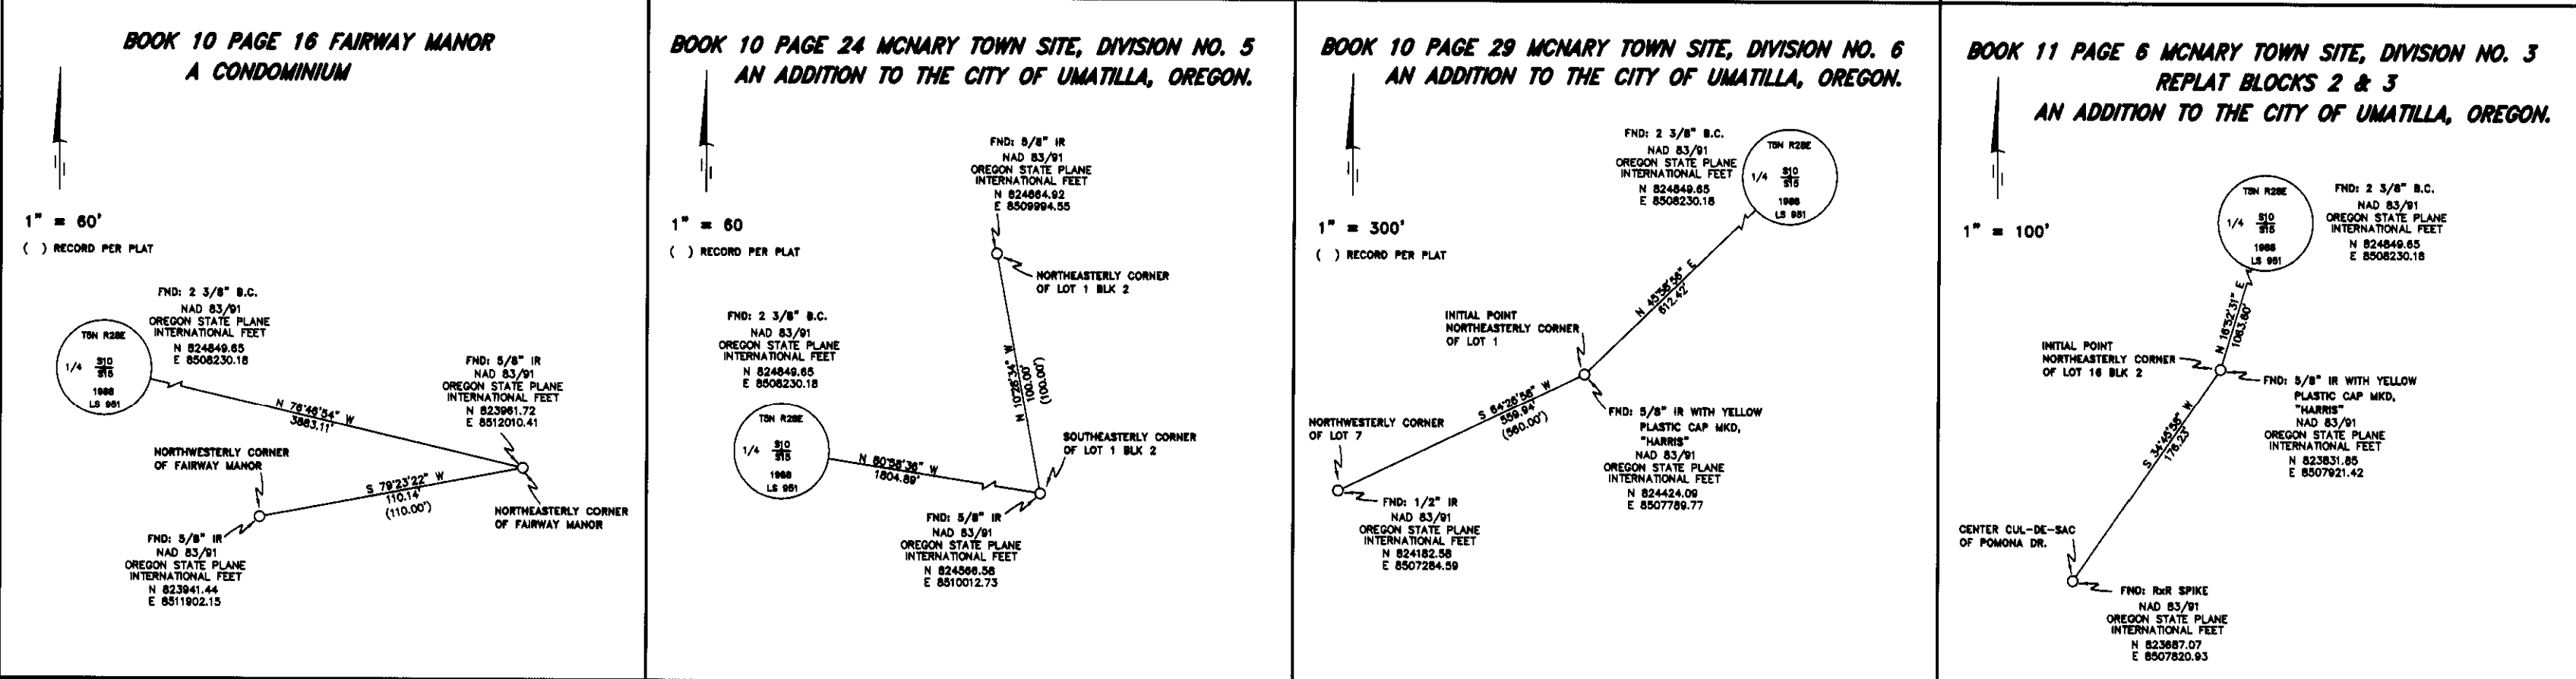 BOOK 10 PAGE 16 FAIRWAY MANOR
A CONDOMINIUM
1" = 60'
( ) RECORD PER PLAT
FND: 2 3/8" B.C.
NAD 83/91
OREGON STATE PLANE
INTERNATIONAL FEET
N 824849.65
E 8508230.18
T5N R28E
1/4
S10
S15
1988
LS 951
N 76°46'54" W
3883.11'
FND: 5/8" IR
NAD 83/91
OREGON STATE PLANE
INTERNATIONAL FEET
N 823961.72
E 8512010.41
NORTHWESTERLY CORNER
OF FAIRWAY MANOR
S 79°23'22" W
110.14'
(110.00')
NORTHEASTERLY CORNER
OF FAIRWAY MANOR
FND: 5/8" IR
NAD 83/91
OREGON STATE PLANE
INTERNATIONAL FEET
N 823941.44
E 8511902.15
BOOK 10 PAGE 24 MCNARY TOWN SITE, DIVISION NO. 5
AN ADDITION TO THE CITY OF UMATILLA, OREGON.
1" = 60
( ) RECORD PER PLAT
FND: 5/8" IR
NAD 83/91
OREGON STATE PLANE
INTERNATIONAL FEET
N 824664.92
E 8509994.55
NORTHEASTERLY CORNER
OF LOT 1 BLK 2
FND: 2 3/8" B.C.
NAD 83/91
OREGON STATE PLANE
INTERNATIONAL FEET
N 824849.65
E 8508230.18
T5N R28E
1/4
S10
S15
1988
LS 951
N 10°28'34" W
100.00'
(100.00')
N 80°58'36" W
1804.89'
SOUTHEASTERLY CORNER
OF LOT 1 BLK 2
FND: 5/8" IR
NAD 83/91
OREGON STATE PLANE
INTERNATIONAL FEET
N 824566.58
E 8510012.73
BOOK 10 PAGE 29 MCNARY TOWN SITE, DIVISION NO. 6
AN ADDITION TO THE CITY OF UMATILLA, OREGON.
1" = 300'
( ) RECORD PER PLAT
FND: 2 3/8" B.C.
NAD 83/91
OREGON STATE PLANE
INTERNATIONAL FEET
N 824849.65
E 8508230.18
T5N R28E
1/4
S10
S15
1988
LS 951
N 45°58'58" E
612.42'
INITIAL POINT
NORTHEASTERLY CORNER
OF LOT 1
S 64°26'58" W
559.94'
(560.00')
NORTHWESTERLY CORNER
OF LOT 7
FND: 5/8" IR WITH YELLOW
PLASTIC CAP MKD,
"HARRIS"
NAD 83/91
OREGON STATE PLANE
INTERNATIONAL FEET
N 824424.09
E 8507789.77
FND: 1/2" IR
NAD 83/91
OREGON STATE PLANE
INTERNATIONAL FEET
N 824182.58
E 8507284.59
BOOK 11 PAGE 6 MCNARY TOWN SITE, DIVISION NO. 3
REPLAT BLOCKS 2 & 3
AN ADDITION TO THE CITY OF UMATILLA, OREGON.
1" = 100'
T5N R28E
1/4
S10
S15
1988
LS 951
FND: 2 3/8" B.C.
NAD 83/91
OREGON STATE PLANE
INTERNATIONAL FEET
N 824849.65
E 8508230.18
N 16°52'31" E
1063.60'
INITIAL POINT
NORTHEASTERLY CORNER
OF LOT 16 BLK 2
FND: 5/8" IR WITH YELLOW
PLASTIC CAP MKD,
"HARRIS"
NAD 83/91
OREGON STATE PLANE
INTERNATIONAL FEET
N 823831.85
E 8507921.42
S 34°45'58" W
176.23'
CENTER CUL-DE-SAC
OF POMONA DR.
FND: RxR SPIKE
NAD 83/91
OREGON STATE PLANE
INTERNATIONAL FEET
N 823687.07
E 8507820.93